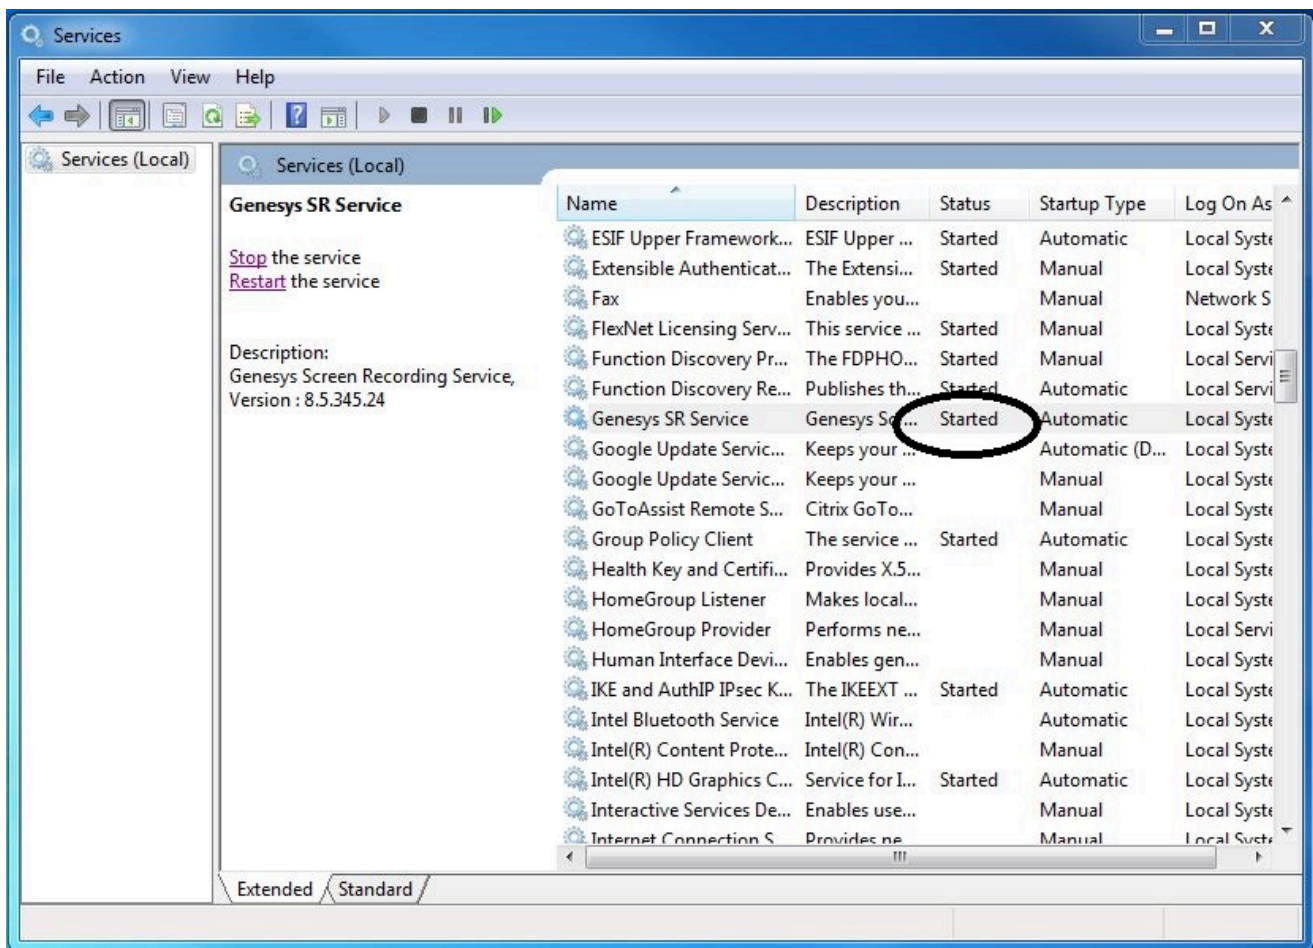 Services
File Action View Help
Services (Local)
Services (Local)
Genesys SR Service
Stop the service
Restart the service
Description:
Genesys Screen Recording Service,
Version : 8.5.345.24
Name Description Status Startup Type Log On As
ESIF Upper Framework... ESIF Upper ... Started Automatic Local Syste
Extensible Authenticat... The Extensi... Started Manual Local Syste
Fax Enables you... Manual Network S
FlexNet Licensing Serv... This service ... Started Manual Local Syste
Function Discovery Pr... The FDPHO... Started Manual Local Servi
Function Discovery Re... Publishes th... Started Automatic Local Servi
Genesys SR Service Genesys Scr... Started Automatic Local Syste
Google Update Servic... Keeps your ... Automatic (D... Local Syste
Google Update Servic... Keeps your ... Manual Local Syste
GoToAssist Remote S... Citrix GoTo... Manual Local Syste
Group Policy Client The service ... Started Automatic Local Syste
Health Key and Certifi... Provides X.5... Manual Local Syste
HomeGroup Listener Makes local... Manual Local Syste
HomeGroup Provider Performs ne... Manual Local Servi
Human Interface Devi... Enables gen... Manual Local Syste
IKE and AuthIP IPsec K... The IKEEXT ... Started Automatic Local Syste
Intel Bluetooth Service Intel(R) Wir... Automatic Local Syste
Intel(R) Content Prote... Intel(R) Con... Manual Local Syste
Intel(R) HD Graphics C... Service for I... Started Automatic Local Syste
Interactive Services De... Enables use... Manual Local Syste
Internet Connection S Provides ne Manual Local Syste
Extended Standard